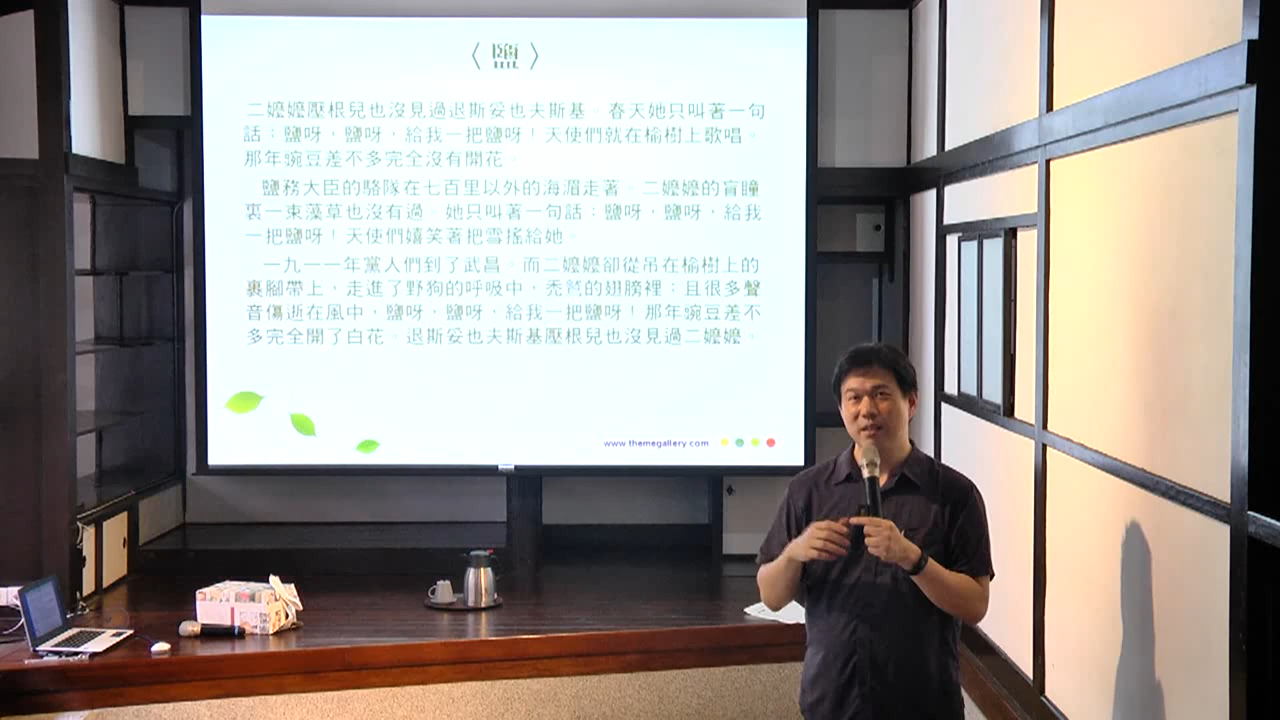 〈鹽〉
二嬤嬤壓根兒也沒見過退斯妥也夫斯基。春天她只叫著一句
話：鹽呀，鹽呀，給我一把鹽呀！天使們就在榆樹上歌唱。
那年豌豆差不多完全沒有開花。
鹽務大臣的駱隊在七百里以外的海湄走著。二嬤嬤的盲瞳
裏一束藻草也沒有過。她只叫著一句話：鹽呀，鹽呀，給我
一把鹽呀！天使們嬉笑著把雪搖給她。
一九一一年黨人們到了武昌。而二嬤嬤卻從吊在榆樹上的
裹腳帶上，走進了野狗的呼吸中，禿鷲的翅膀裡；且很多聲
音傷逝在風中，鹽呀，鹽呀，給我一把鹽呀！那年豌豆差不
多完全開了白花。退斯妥也夫斯基壓根兒也沒見過二嬤嬤。
www.themegallery.com